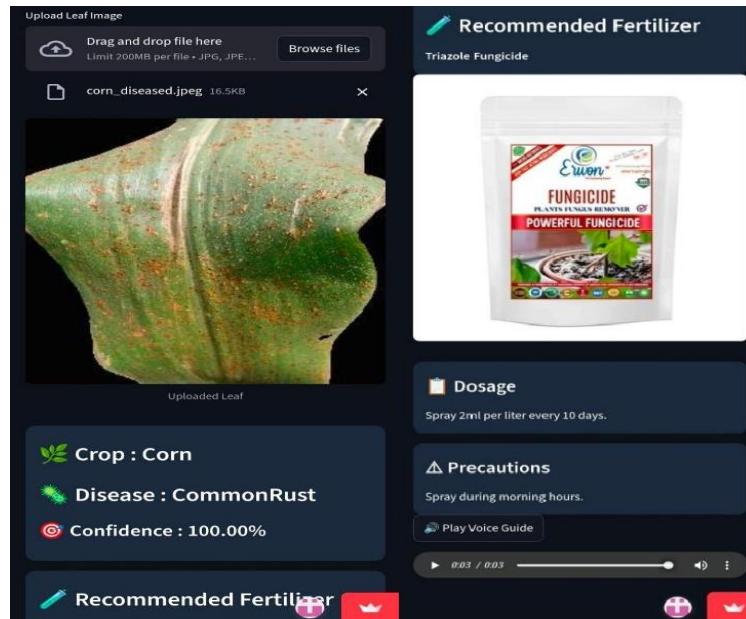 Upload Leaf Image
Drag and drop file here
Limit 200MB per file • JPG, JPE...
Browse files
corn_diseased.jpeg 16.5KB
Uploaded Leaf
Crop : Corn
Disease : CommonRust
Confidence : 100.00%
Recommended Fertilizer
Recommended Fertilizer
Triazole Fungicide
Erwon
FUNGICIDE
PLANTS FUNGUS REMOVER
POWERFUL FUNGICIDE
Dosage
Spray 2ml per liter every 10 days.
Precautions
Spray during morning hours.
Play Voice Guide
0:03 / 0:03